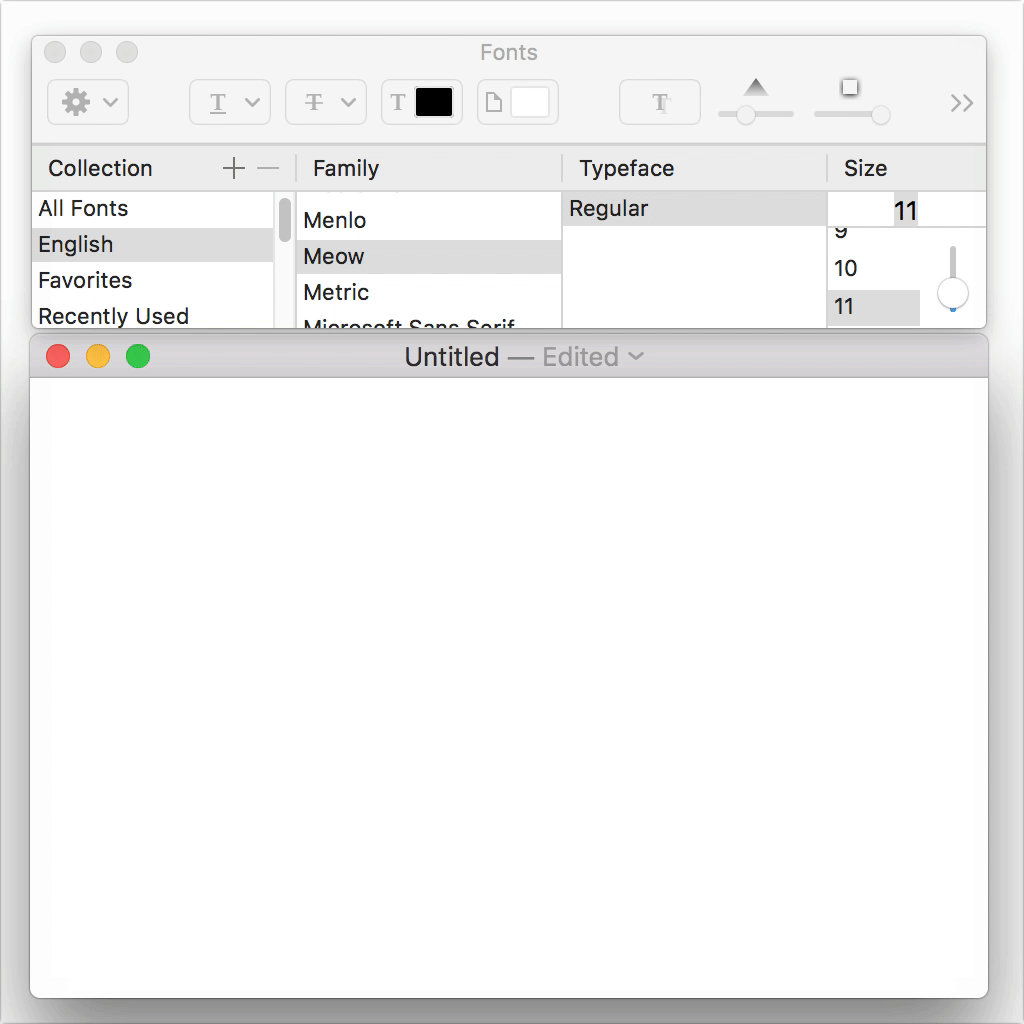 Fonts
T T T T
Collection Family Typeface Size
All Fonts
English
Favorites
Recently Used
Menlo
Meow
Metric
Microsoft Sans Serif
Regular
11
9
10
11
Untitled — Edited